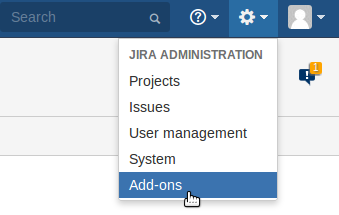 Search
JIRA ADMINISTRATION
Projects
1
Issues
User management
System
Add-ons